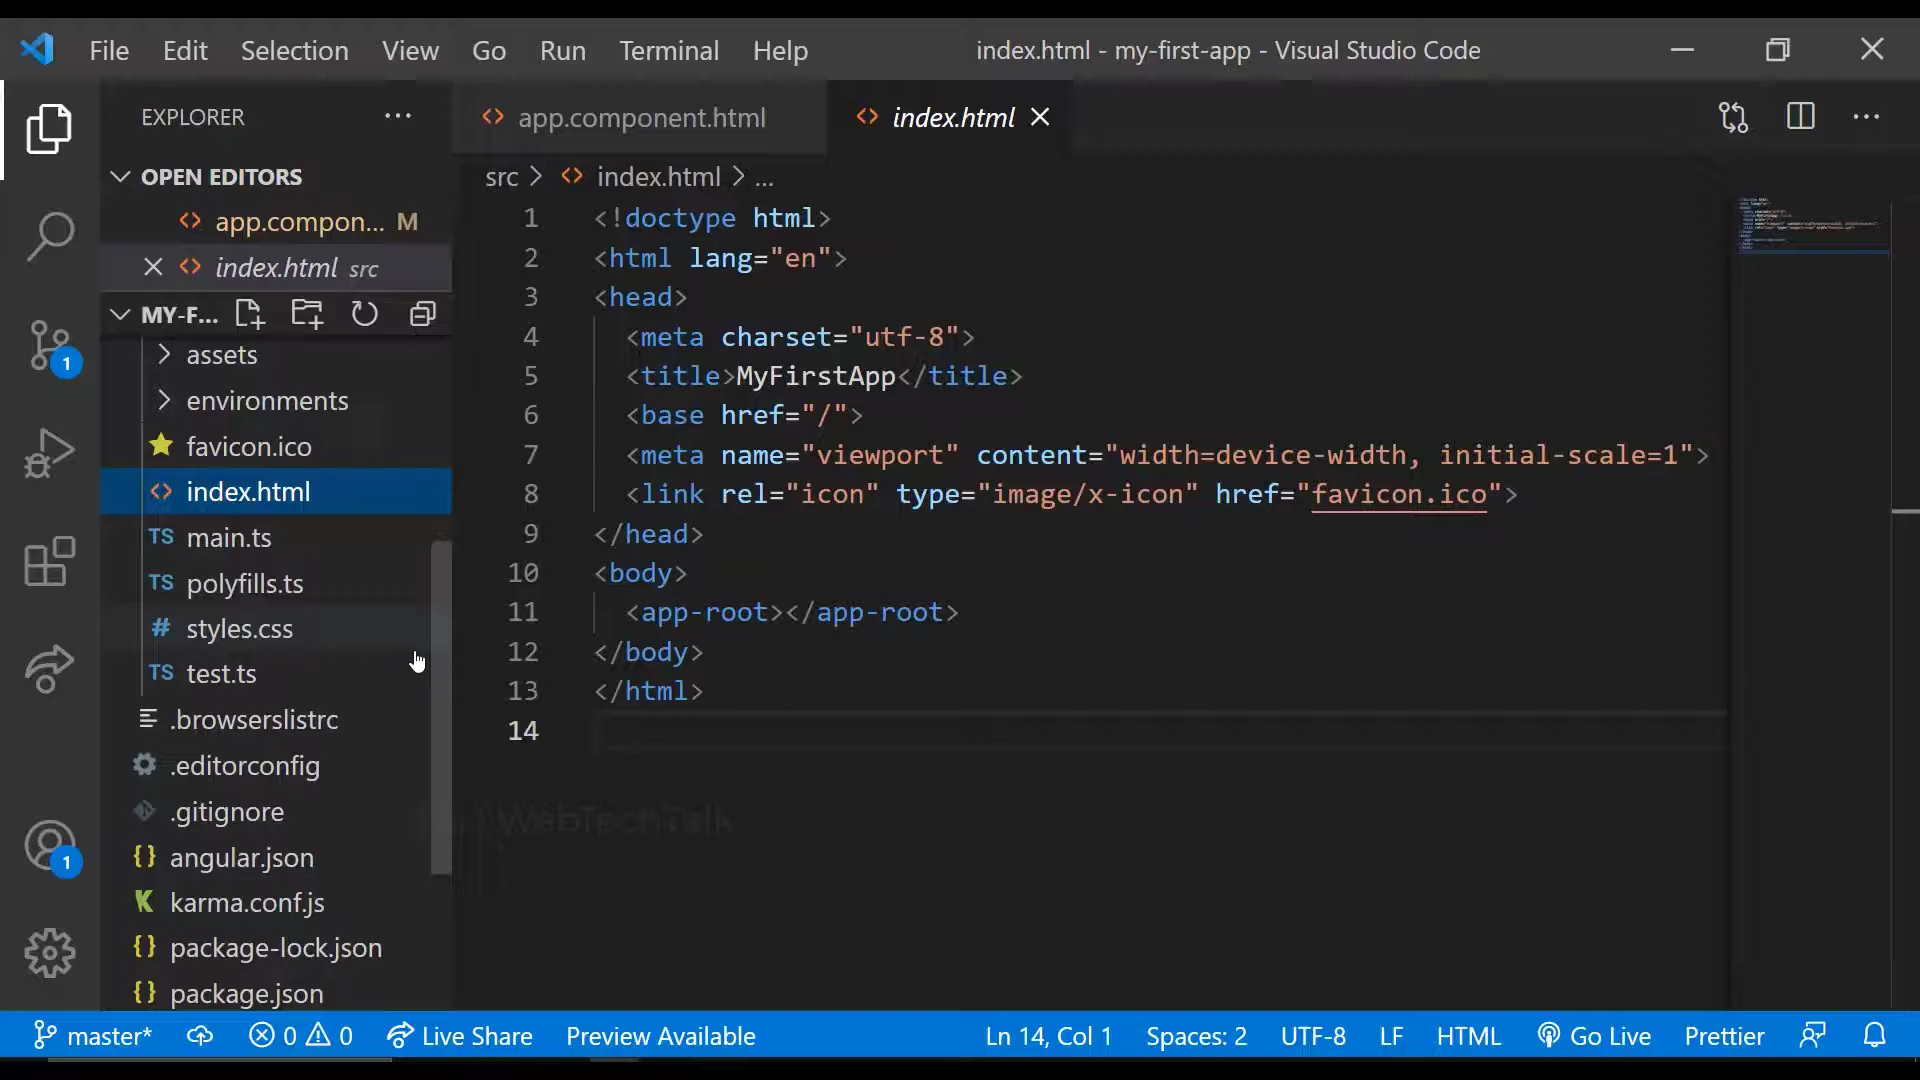 File Edit Selection View Go Run Terminal Help index.html - my-first-app - Visual Studio Code
EXPLORER
app.component.html index.html
OPEN EDITORS
app.compon... M
index.html src
MY-F...
assets
environments
favicon.ico
index.html
main.ts
polyfills.ts
styles.css
test.ts
.browserslistrc
.editorconfig
.gitignore
angular.json
karma.conf.js
package-lock.json
package.json
TS
TS
#
TS
{}
K
{}
{}
1
1
src > index.html > ...
1 <!doctype html>
2 <html lang="en">
3 <head>
4 <meta charset="utf-8">
5 <title>MyFirstApp</title>
6 <base href="/">
7 <meta name="viewport" content="width=device-width, initial-scale=1">
8 <link rel="icon" type="image/x-icon" href="favicon.ico">
9 </head>
10 <body>
11 <app-root></app-root>
12 </body>
13 </html>
14
WebTechTalk
master* 0 0 Live Share Preview Available Ln 14, Col 1 Spaces: 2 UTF-8 LF HTML Go Live Prettier